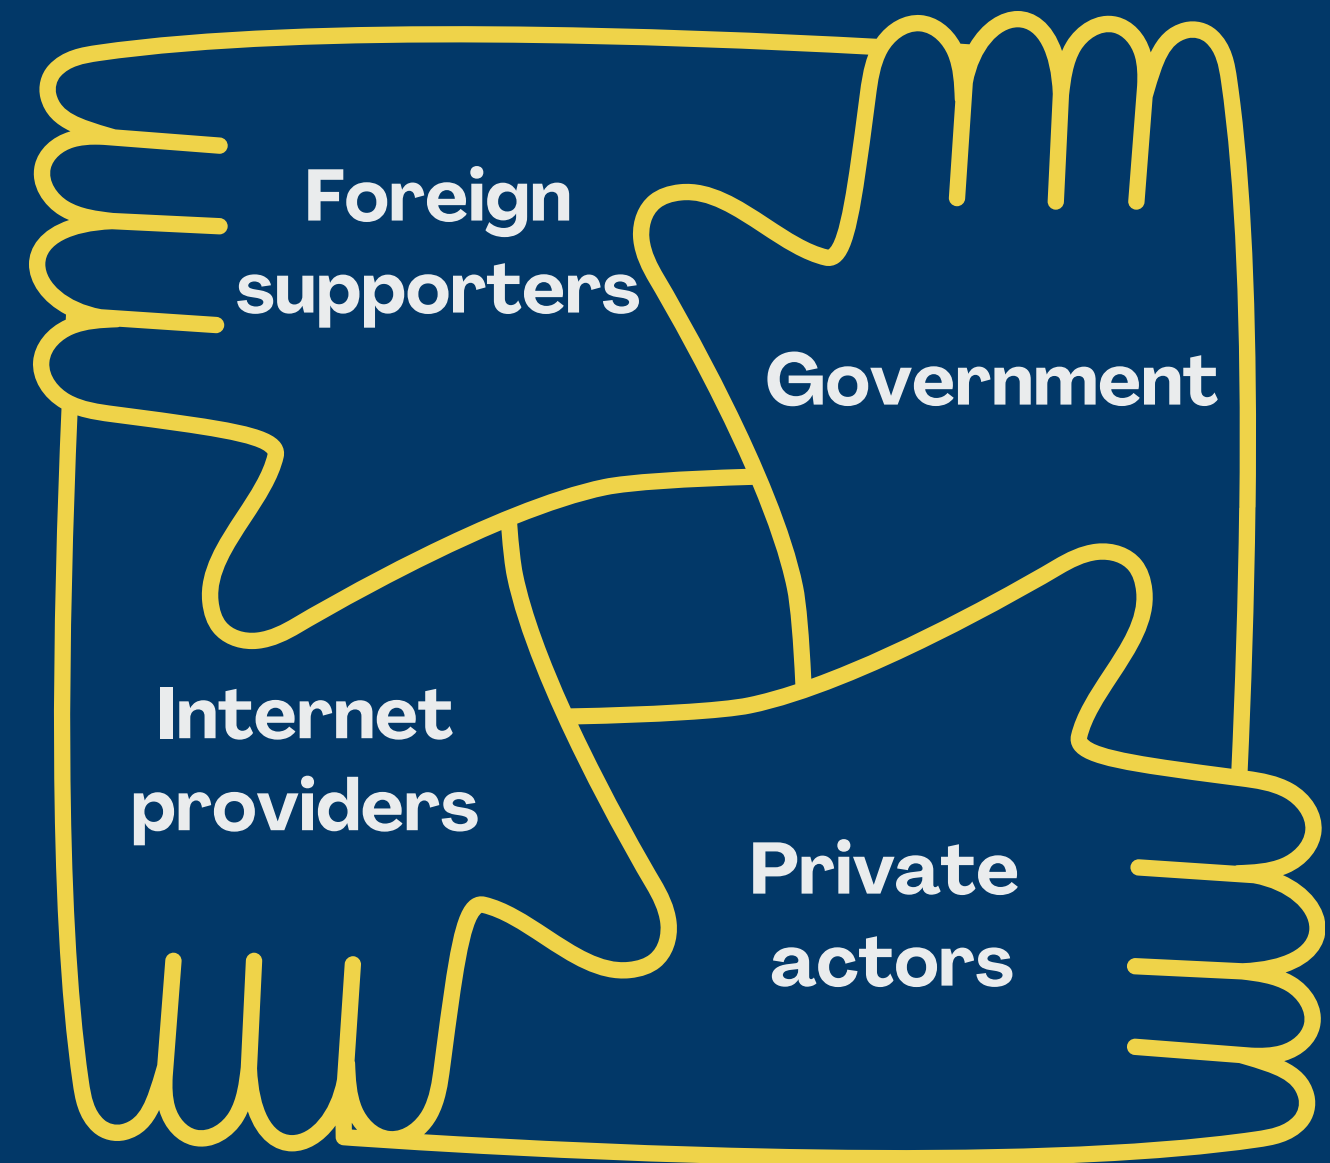 Foreign
supporters
Government
Internet
providers
Private
actors